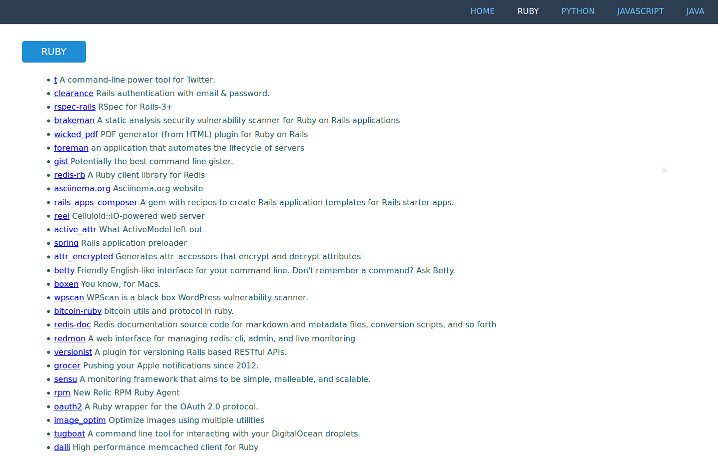 HOME RUBY PYTHON JAVASCRIPT JAVA
RUBY
t A command-line power tool for Twitter.
clearance Rails authentication with email & password.
rspec-rails RSpec for Rails-3+
brakeman A static analysis security vulnerability scanner for Ruby on Rails applications
wicked_pdf PDF generator (from HTML) plugin for Ruby on Rails
foreman an application that automates the lifecycle of servers
gist Potentially the best command line gister.
redis-rb A Ruby client library for Redis
asciinema.org Asciinema.org website
rails_apps_composer A gem with recipes to create Rails application templates for Rails starter apps.
reel Celluloid::IO-powered web server
active_attr What ActiveModel left out
spring Rails application preloader
attr_encrypted Generates attr_accessors that encrypt and decrypt attributes
betty Friendly English-like interface for your command line. Don't remember a command? Ask Betty.
boxen You know, for Macs.
wpscan WPScan is a black box WordPress vulnerability scanner.
bitcoin-ruby bitcoin utils and protocol in ruby.
redis-doc Redis documentation source code for markdown and metadata files, conversion scripts, and so forth
redmon A web interface for managing redis: cli, admin, and live monitoring
versionist A plugin for versioning Rails based RESTful APIs.
grocer Pushing your Apple notifications since 2012.
sensu A monitoring framework that aims to be simple, malleable, and scalable.
rpm New Relic RPM Ruby Agent
oauth2 A Ruby wrapper for the OAuth 2.0 protocol.
image_optim Optimize images using multiple utilities
tugboat A command line tool for interacting with your DigitalOcean droplets.
dalli High performance memcached client for Ruby